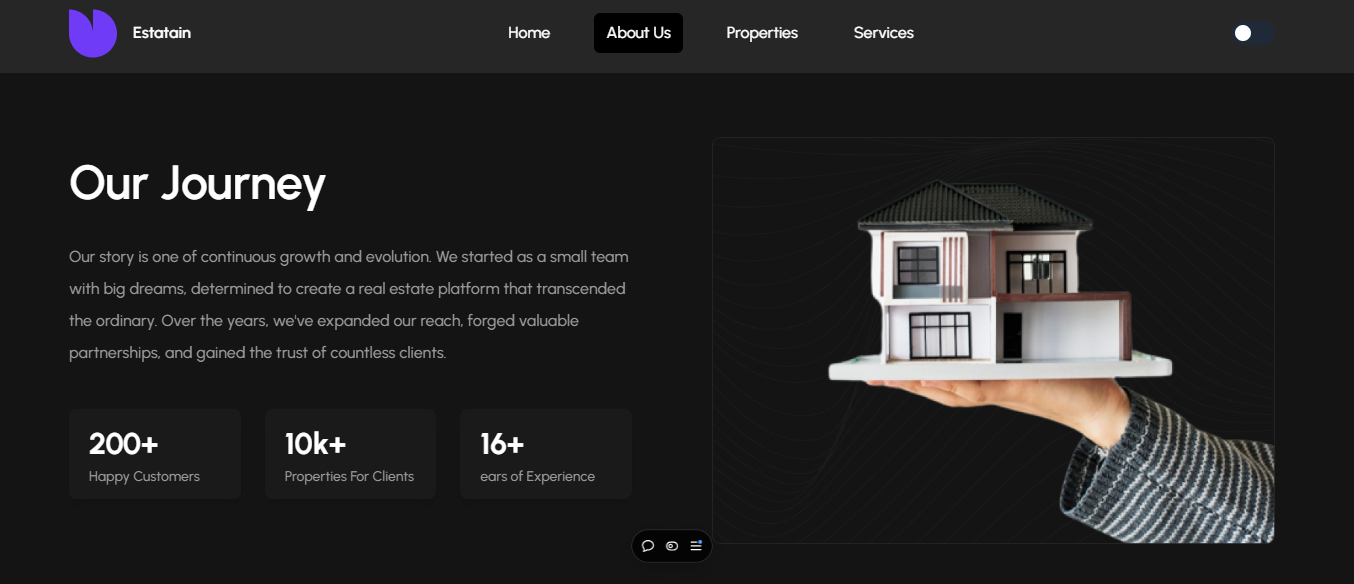 Estatain
Home
About Us
Properties
Services
Our Journey
Our story is one of continuous growth and evolution. We started as a small team
with big dreams, determined to create a real estate platform that transcended
the ordinary. Over the years, we've expanded our reach, forged valuable
partnerships, and gained the trust of countless clients.
200+
Happy Customers
10k+
Properties For Clients
16+
ears of Experience